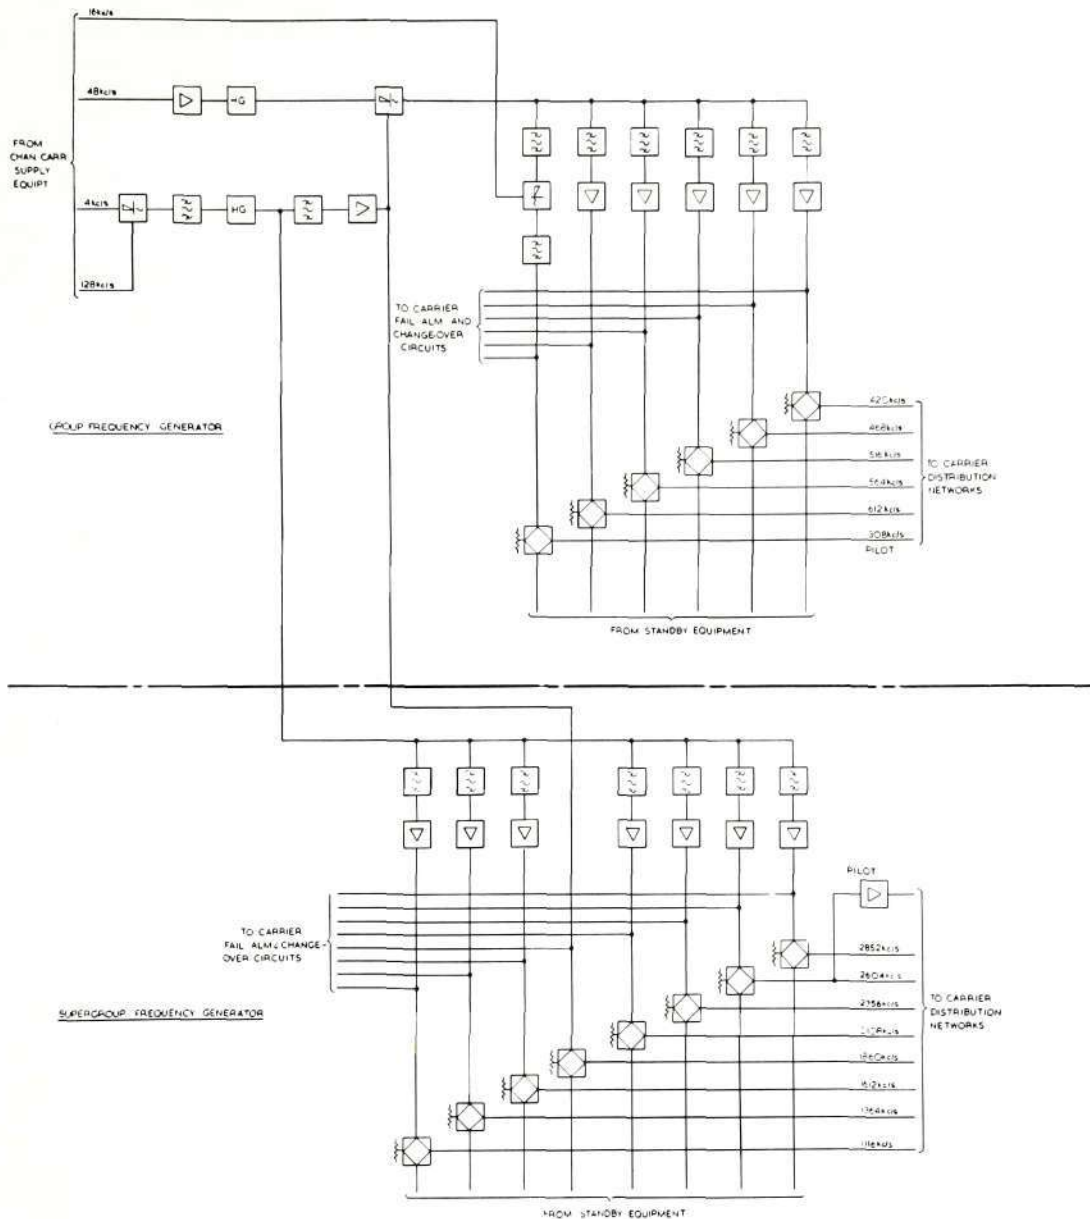 16kc/s
48kc/s
HG
FROM
CHAN CARR
SUPPLY
EQUIPT
4kc/s
HG
128kc/s
TO CARRIER
FAIL ALM AND
CHANGE-OVER
CIRCUITS
420kc/s
GROUP FREQUENCY GENERATOR
468kc/s
516kc/s
TO CARRIER
DISTRIBUTION
NETWORKS
564kc/s
612kc/s
308kc/s
PILOT
FROM STANDBY EQUIPMENT
PILOT
TO CARRIER
FAIL ALM & CHANGE-
OVER CIRCUITS
2852kc/s
2604kc/s
SUPERGROUP FREQUENCY GENERATOR
2356kc/s
TO CARRIER
DISTRIBUTION
NETWORKS
2108kc/s
1860kc/s
1612kc/s
1364kc/s
1116kc/s
FROM STANDBY EQUIPMENT